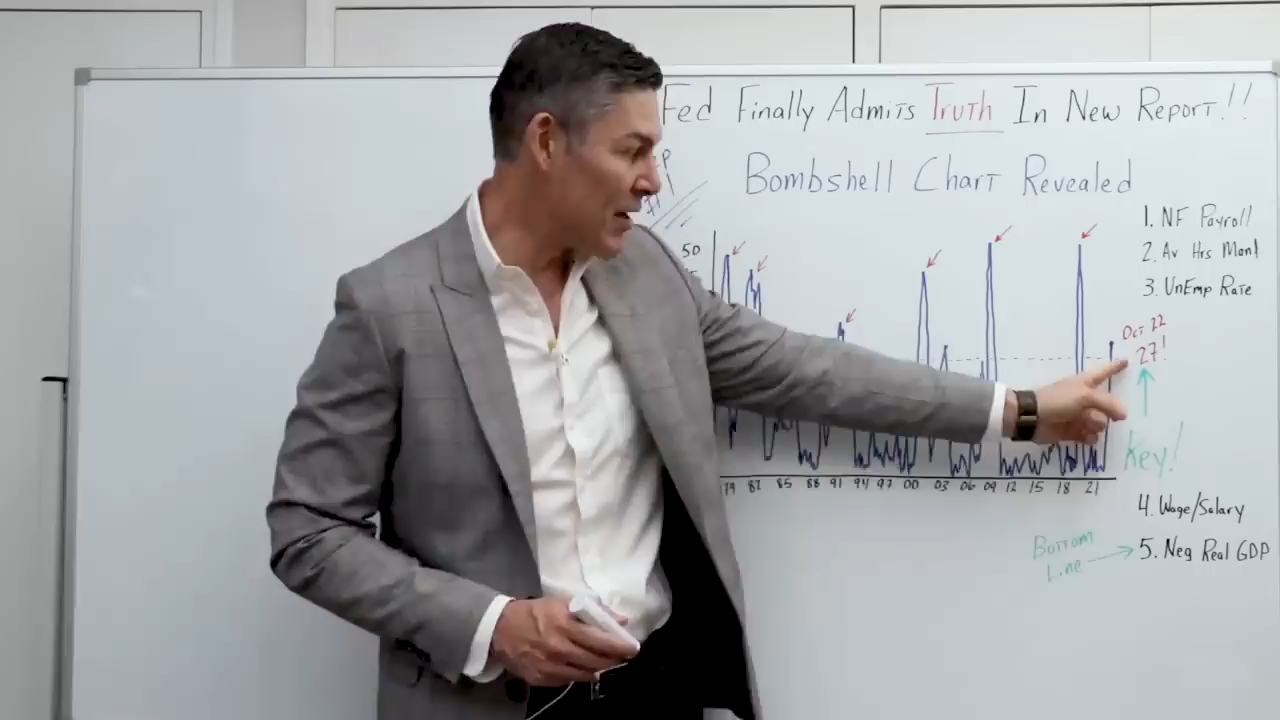 Fed Finally Admits Truth In New Report!!
Bombshell Chart Revealed
1. NF Payroll
2. Av Hrs Manf
3. UnEmp Rate
50
Oct 22
27!
Key!
79 82 85 88 91 94 97 00 03 06 09 12 15 18 21
4. Wage/Salary
Bottom
Line
5. Neg Real GDP